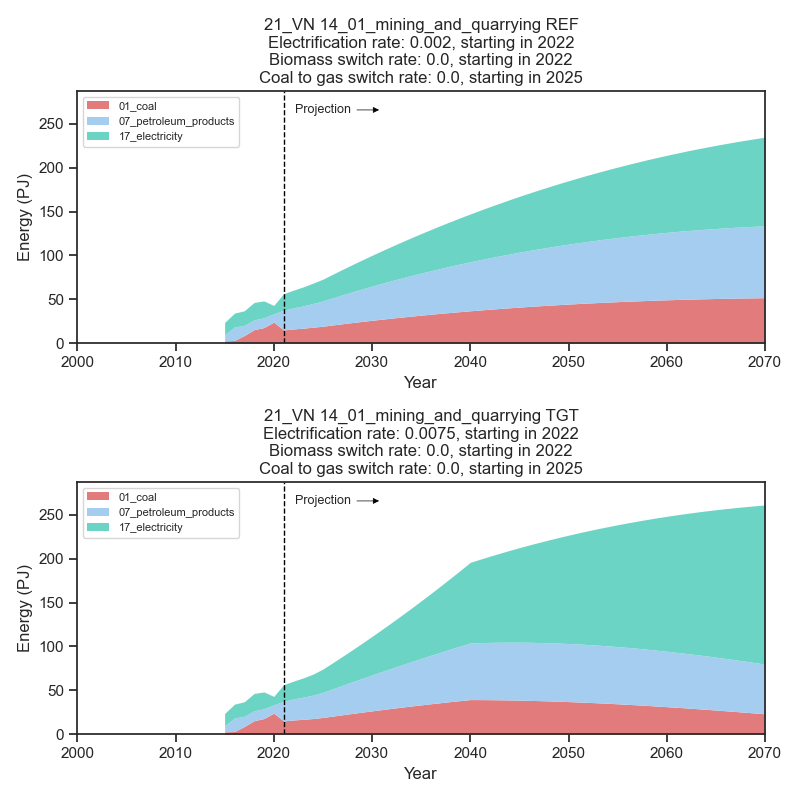 21_VN 14_01_mining_and_quarrying REF
Electrification rate: 0.002, starting in 2022
Biomass switch rate: 0.0, starting in 2022
Coal to gas switch rate: 0.0, starting in 2025
01_coal
07_petroleum_products
17_electricity
Projection
Energy (PJ)
250
200
150
100
50
0
2000 2010 2020 2030 2040 2050 2060 2070
Year
21_VN 14_01_mining_and_quarrying TGT
Electrification rate: 0.0075, starting in 2022
Biomass switch rate: 0.0, starting in 2022
Coal to gas switch rate: 0.0, starting in 2025
01_coal
07_petroleum_products
17_electricity
Projection
Energy (PJ)
250
200
150
100
50
0
2000 2010 2020 2030 2040 2050 2060 2070
Year